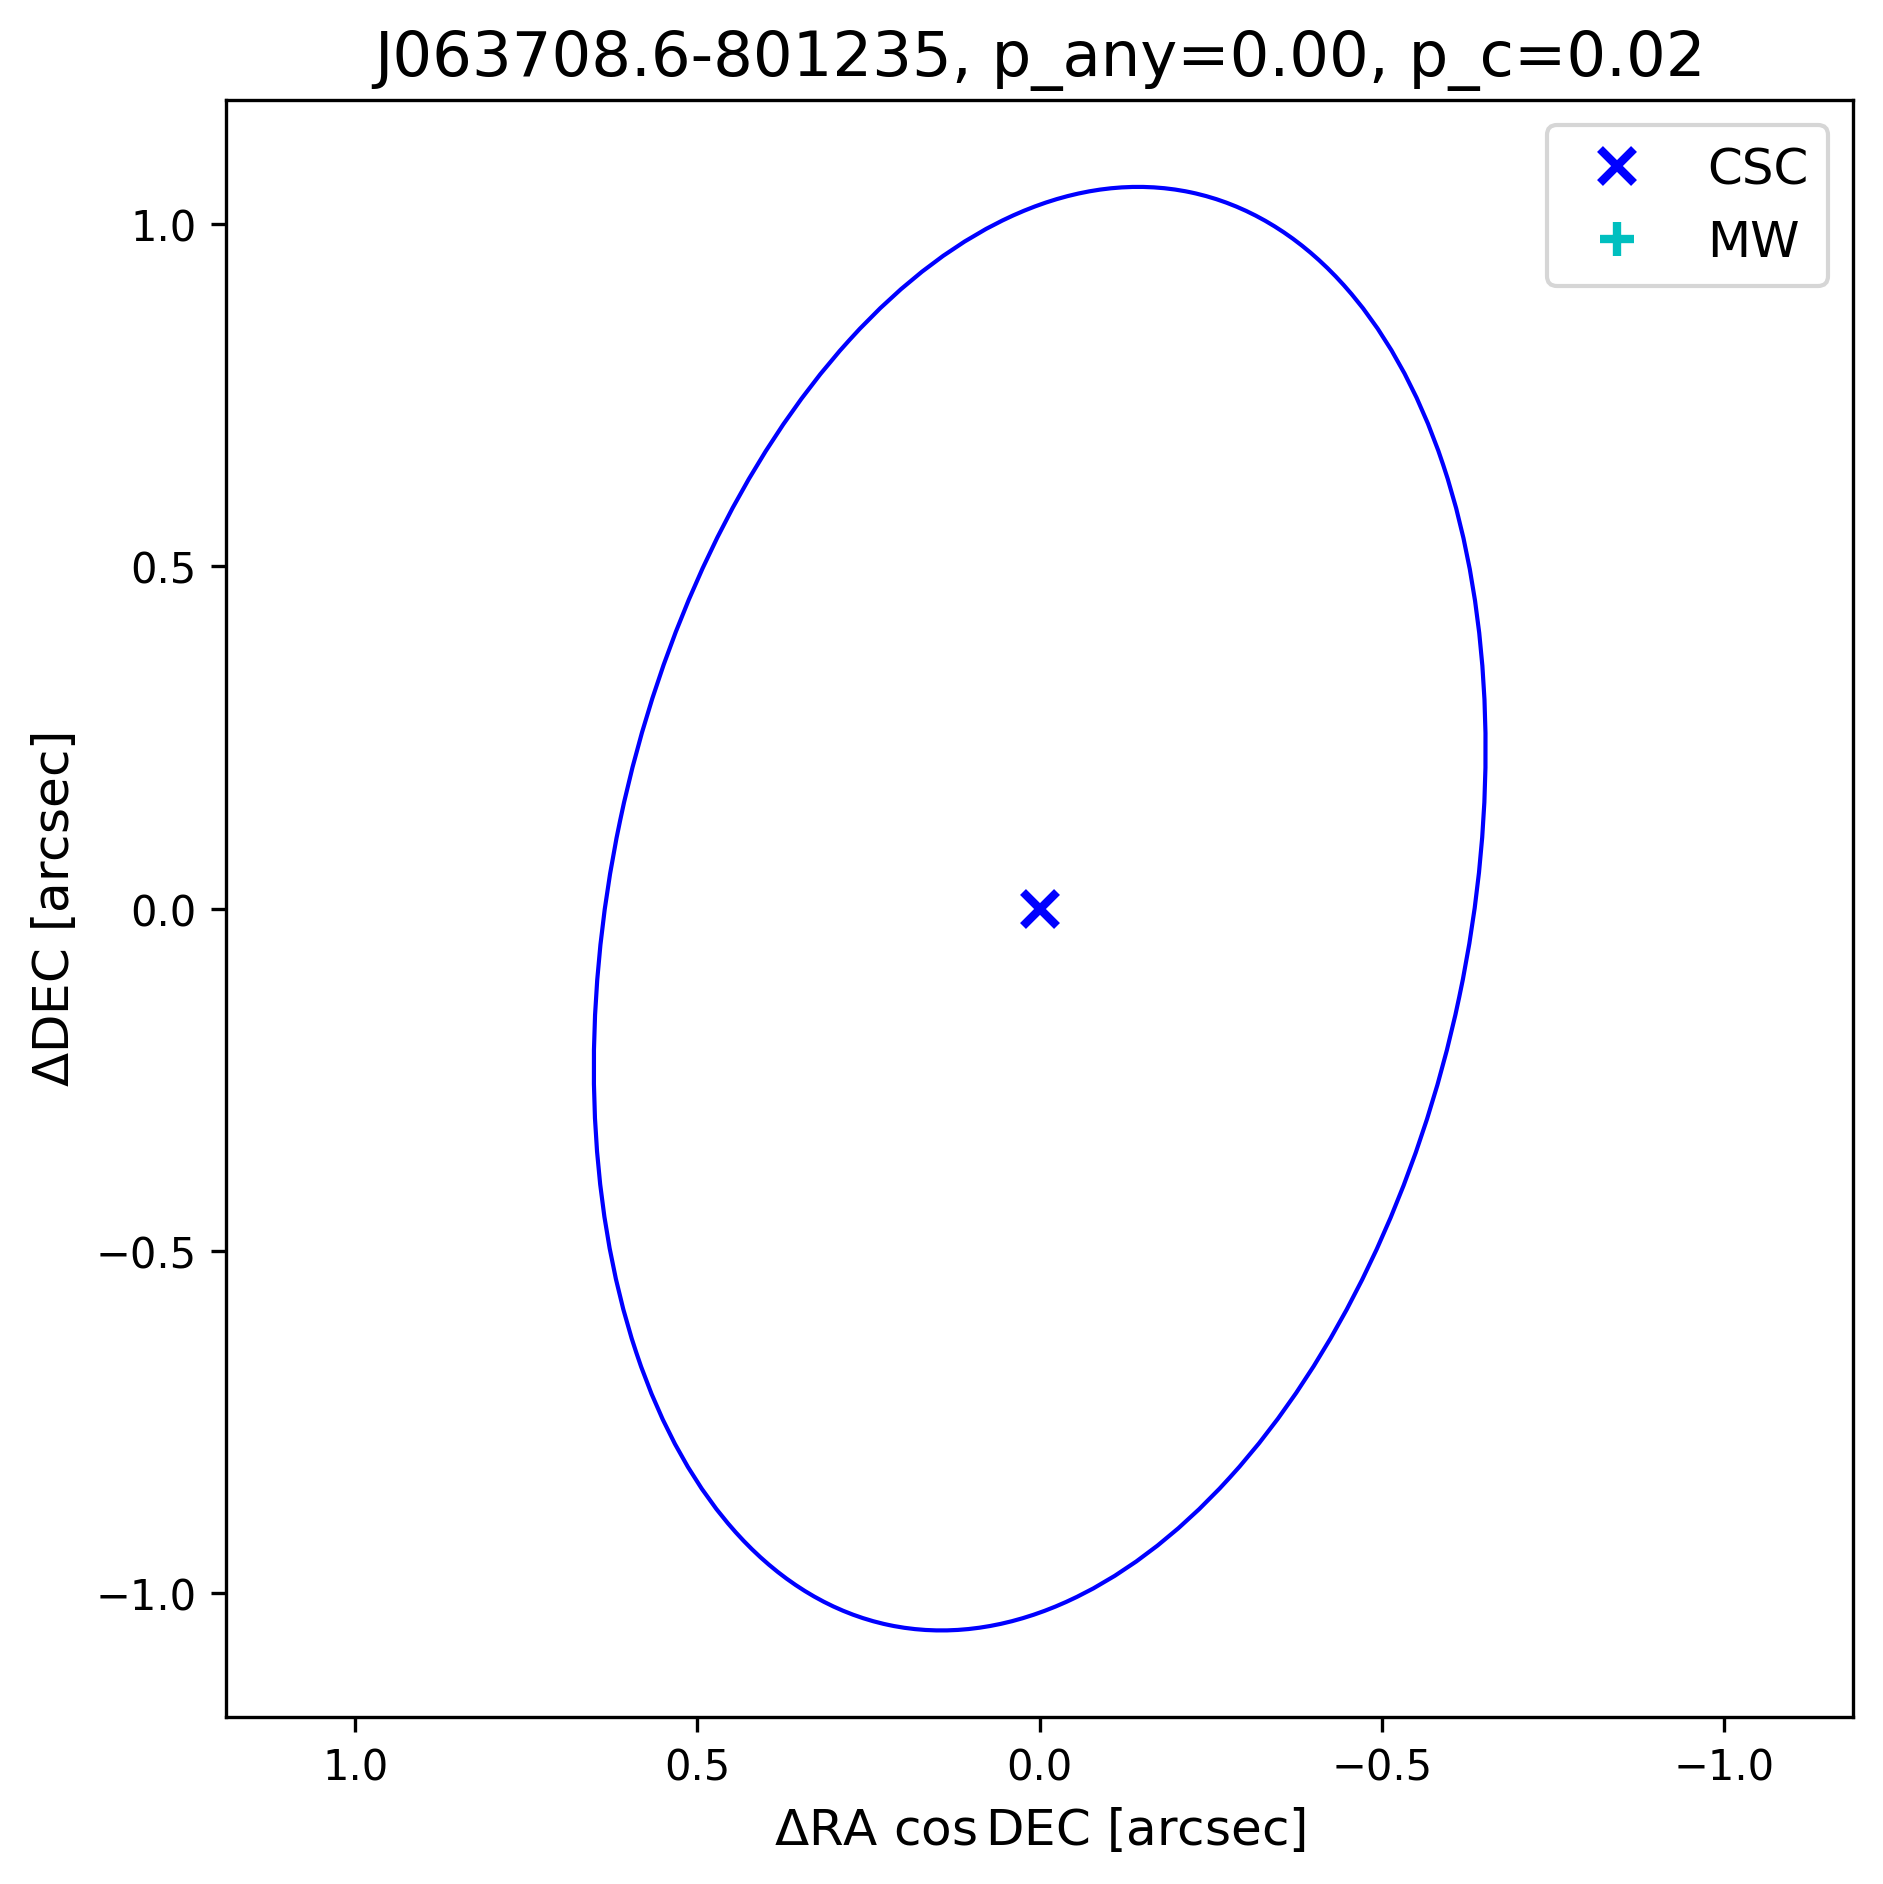 J063708.6-801235, p_any=0.00, p_c=0.02
CSC
MW
1.0
0.5
0.0
−0.5
−1.0
ΔDEC [arcsec]
1.0 0.5 0.0 −0.5 −1.0
ΔRA cos DEC [arcsec]